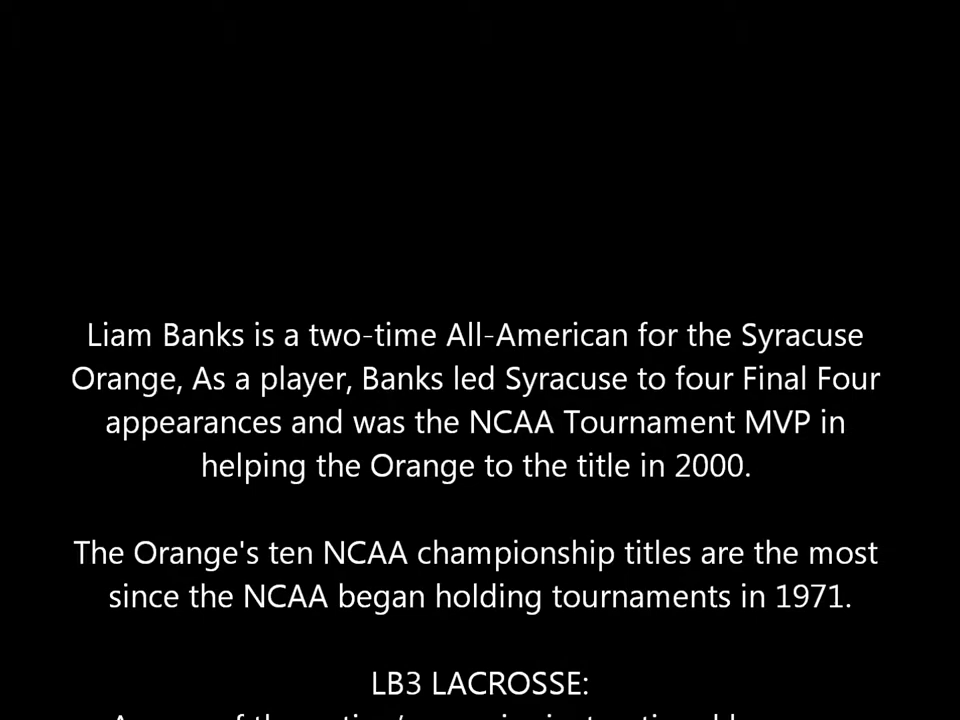 Liam Banks is a two-time All-American for the Syracuse
Orange, As a player, Banks led Syracuse to four Final Four
appearances and was the NCAA Tournament MVP in
helping the Orange to the title in 2000.
The Orange's ten NCAA championship titles are the most
since the NCAA began holding tournaments in 1971.
LB3 LACROSSE: